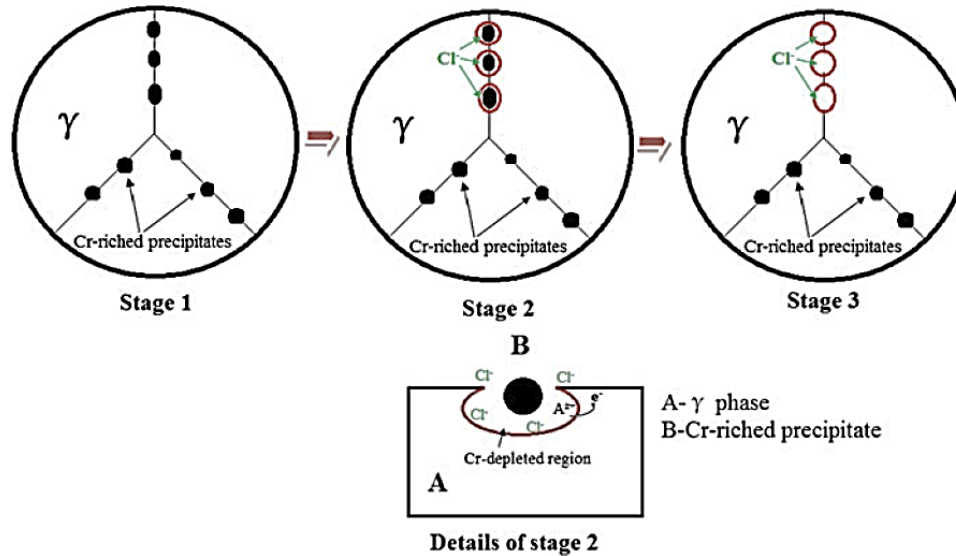 γ
Cr-riched precipitates
Stage 1
Cl-
γ
Cr-riched precipitates
Stage 2
Cl-
γ
Cr-riched precipitates
Stage 3
B
Cl-
Cl-
Cl-
Cl-
e-
Cr-depleted region
A
A- γ phase
B-Cr-riched precipitate
Details of stage 2